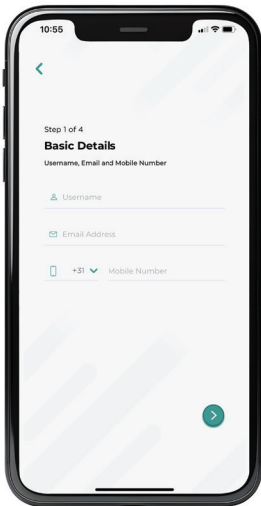 10:55
Step 1 of 4
Basic Details
Username, Email and Mobile Number
Username
Email Address
+31 Mobile Number